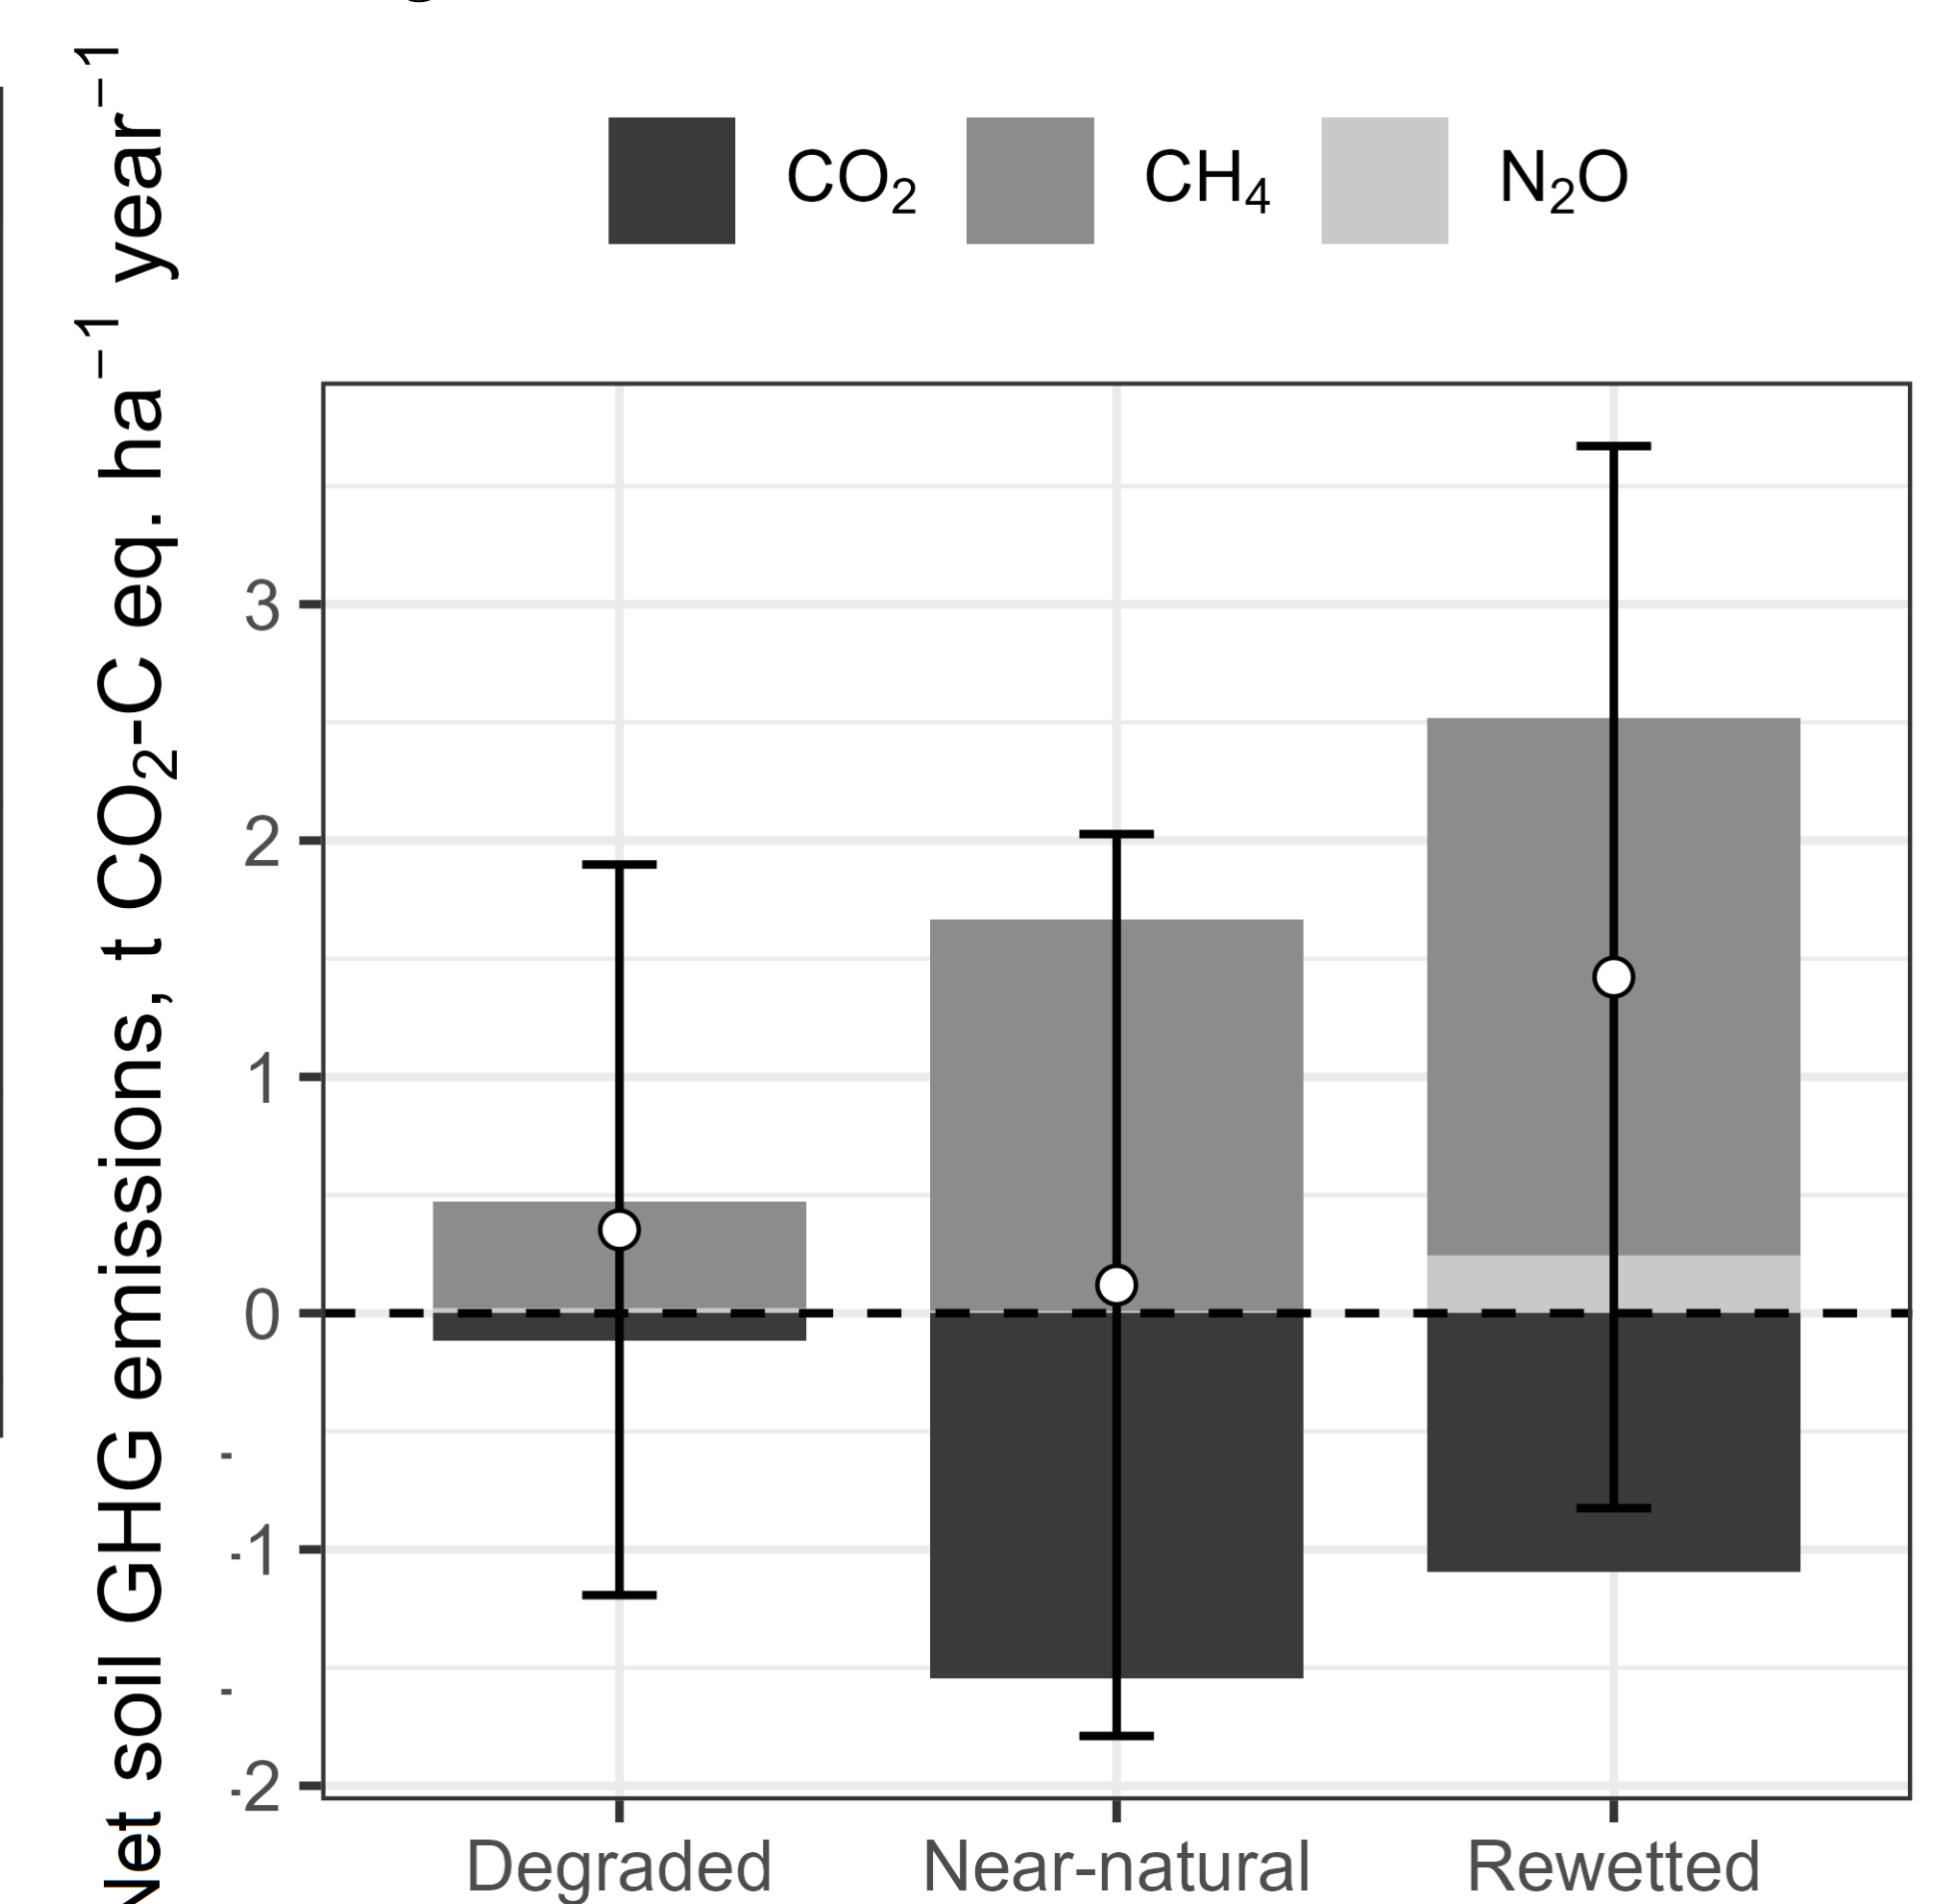 CO₂ CH₄ N₂O
Net soil GHG emissions, t CO₂-C eq. ha⁻¹ year⁻¹
3
2
1
0
-1
-2
Degraded Near-natural Rewetted